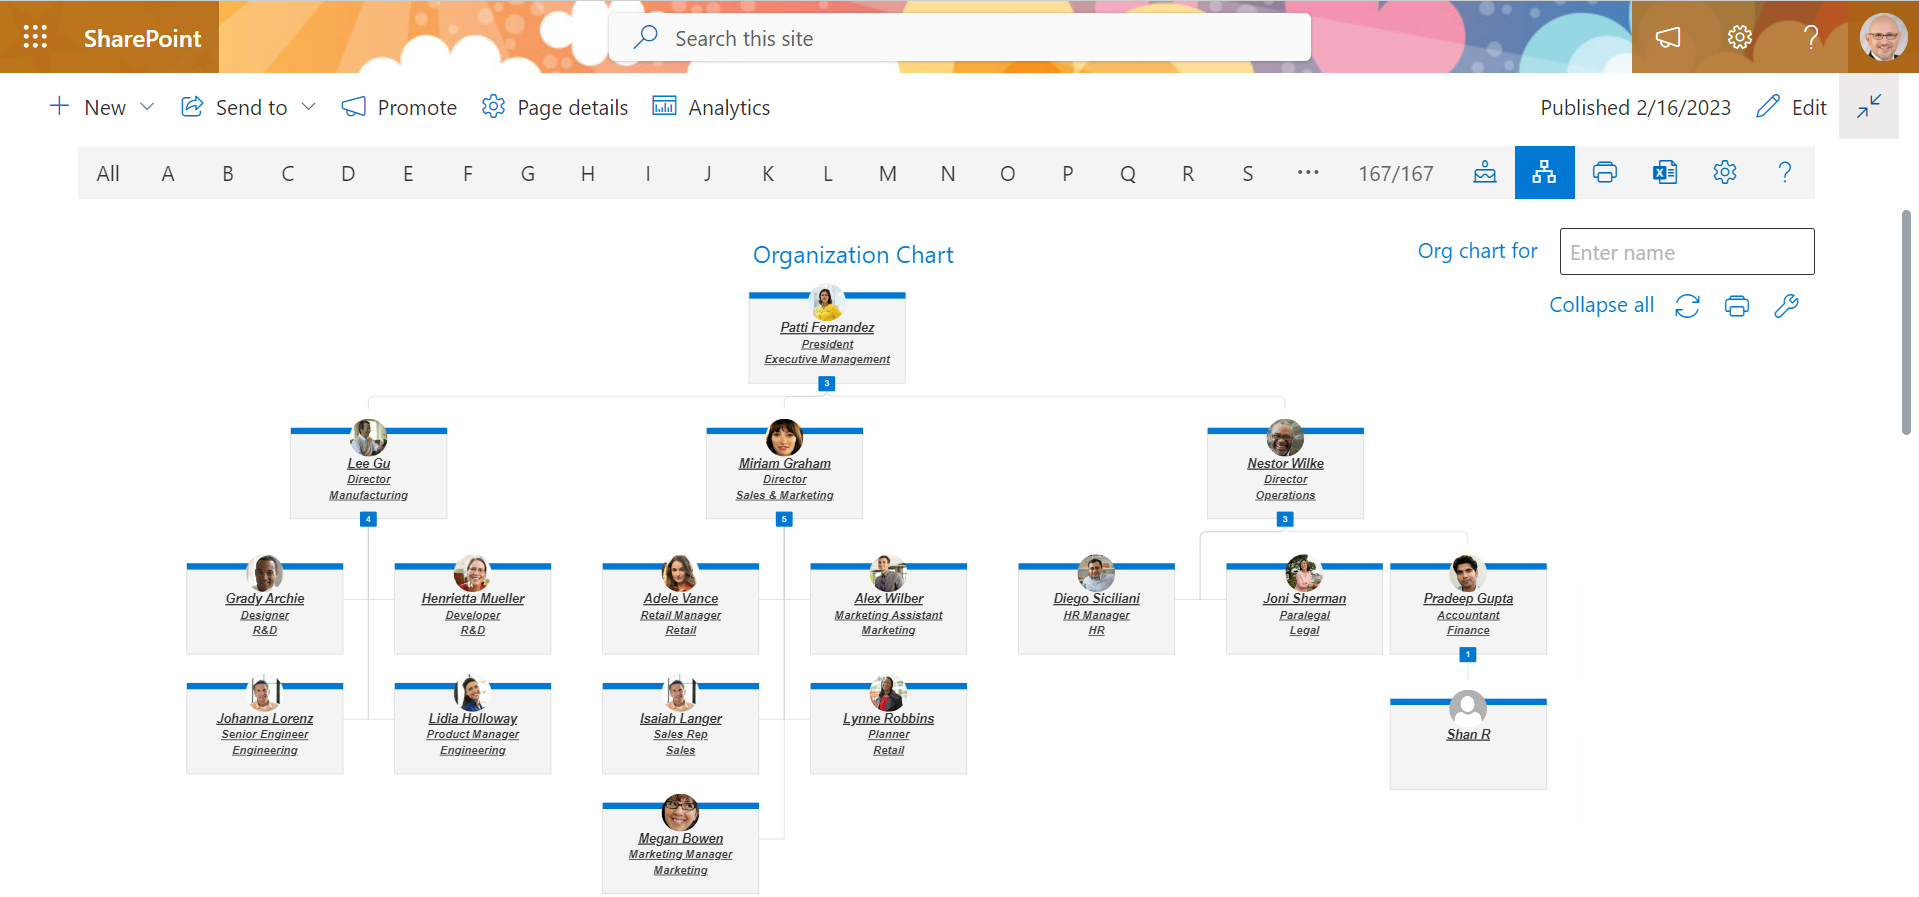 SharePoint
Search this site
?
New
Send to
Promote
Page details
Analytics
Published 2/16/2023
Edit
All A B C D E F G H I J K L M N O P Q R S ··· 167/167 ?
Organization Chart
Org chart for
Enter name
Collapse all
Patti Fernandez
President
Executive Management
3
Lee Gu
Director
Manufacturing
4
Miriam Graham
Director
Sales & Marketing
5
Nestor Wilke
Director
Operations
3
Grady Archie
Designer
R&D
Henrietta Mueller
Developer
R&D
Adele Vance
Retail Manager
Retail
Alex Wilber
Marketing Assistant
Marketing
Diego Siciliani
HR Manager
HR
Joni Sherman
Paralegal
Legal
Pradeep Gupta
Accountant
Finance
1
Johanna Lorenz
Senior Engineer
Engineering
Lidia Holloway
Product Manager
Engineering
Isaiah Langer
Sales Rep
Sales
Lynne Robbins
Planner
Retail
Shan R
Megan Bowen
Marketing Manager
Marketing